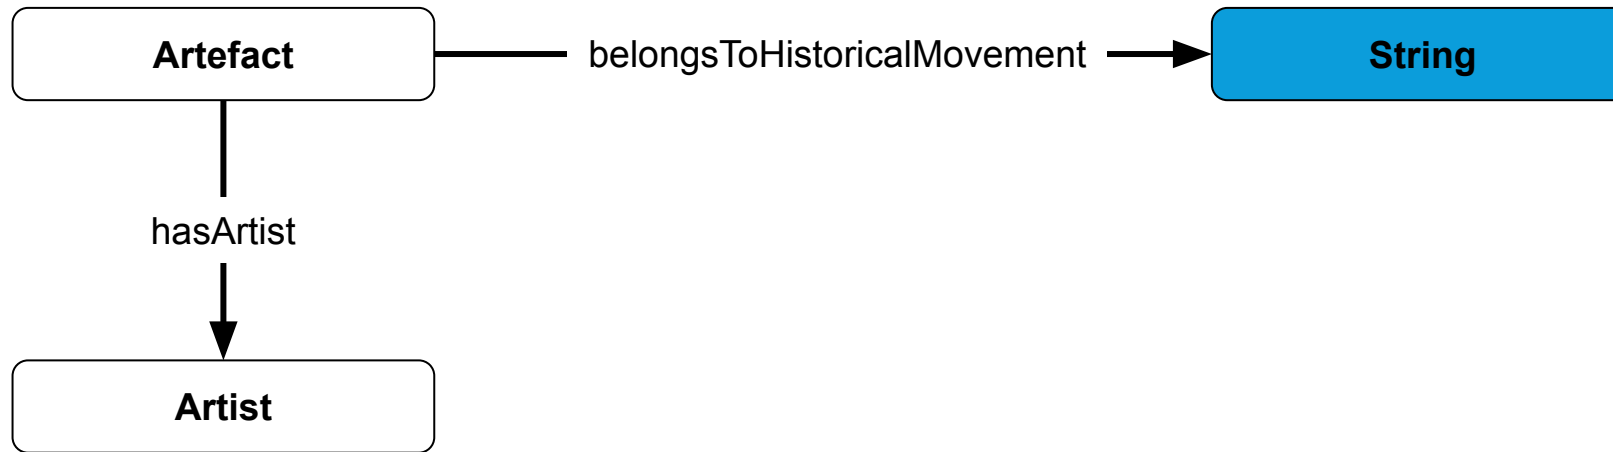 Artefact
belongsToHistoricalMovement
String
hasArtist
Artist